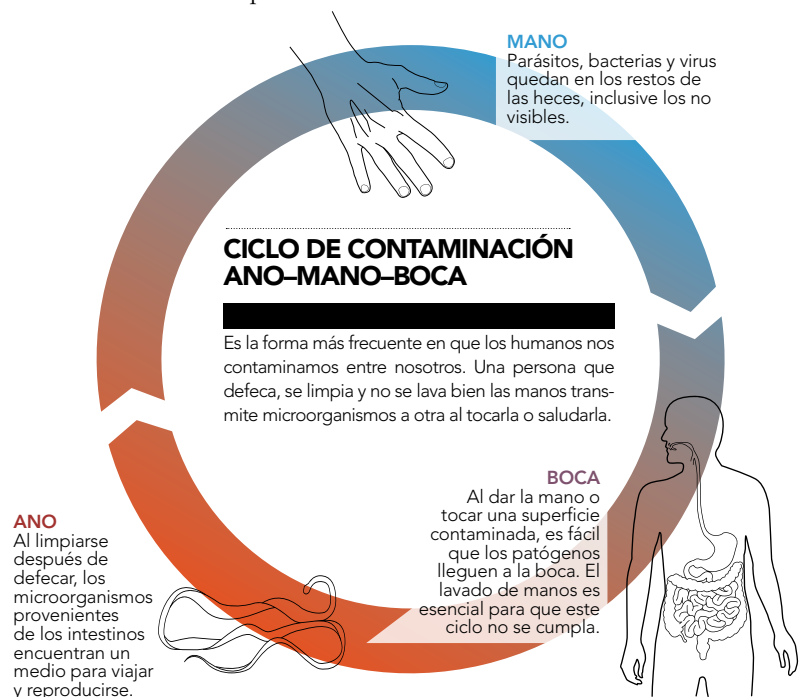 MANO
Parásitos, bacterias y virus
quedan en los restos de
las heces, inclusive los no
visibles.
CICLO DE CONTAMINACIÓN
ANO–MANO–BOCA
Es la forma más frecuente en que los humanos nos
contaminamos entre nosotros. Una persona que
defeca, se limpia y no se lava bien las manos trans-
mite microorganismos a otra al tocarla o saludarla.
BOCA
Al dar la mano o
tocar una superficie
contaminada, es fácil
que los patógenos
lleguen a la boca. El
lavado de manos es
esencial para que este
ciclo no se cumpla.
ANO
Al limpiarse
después de
defecar, los
microorganismos
provenientes
de los intestinos
encuentran un
medio para viajar
y reproducirse.